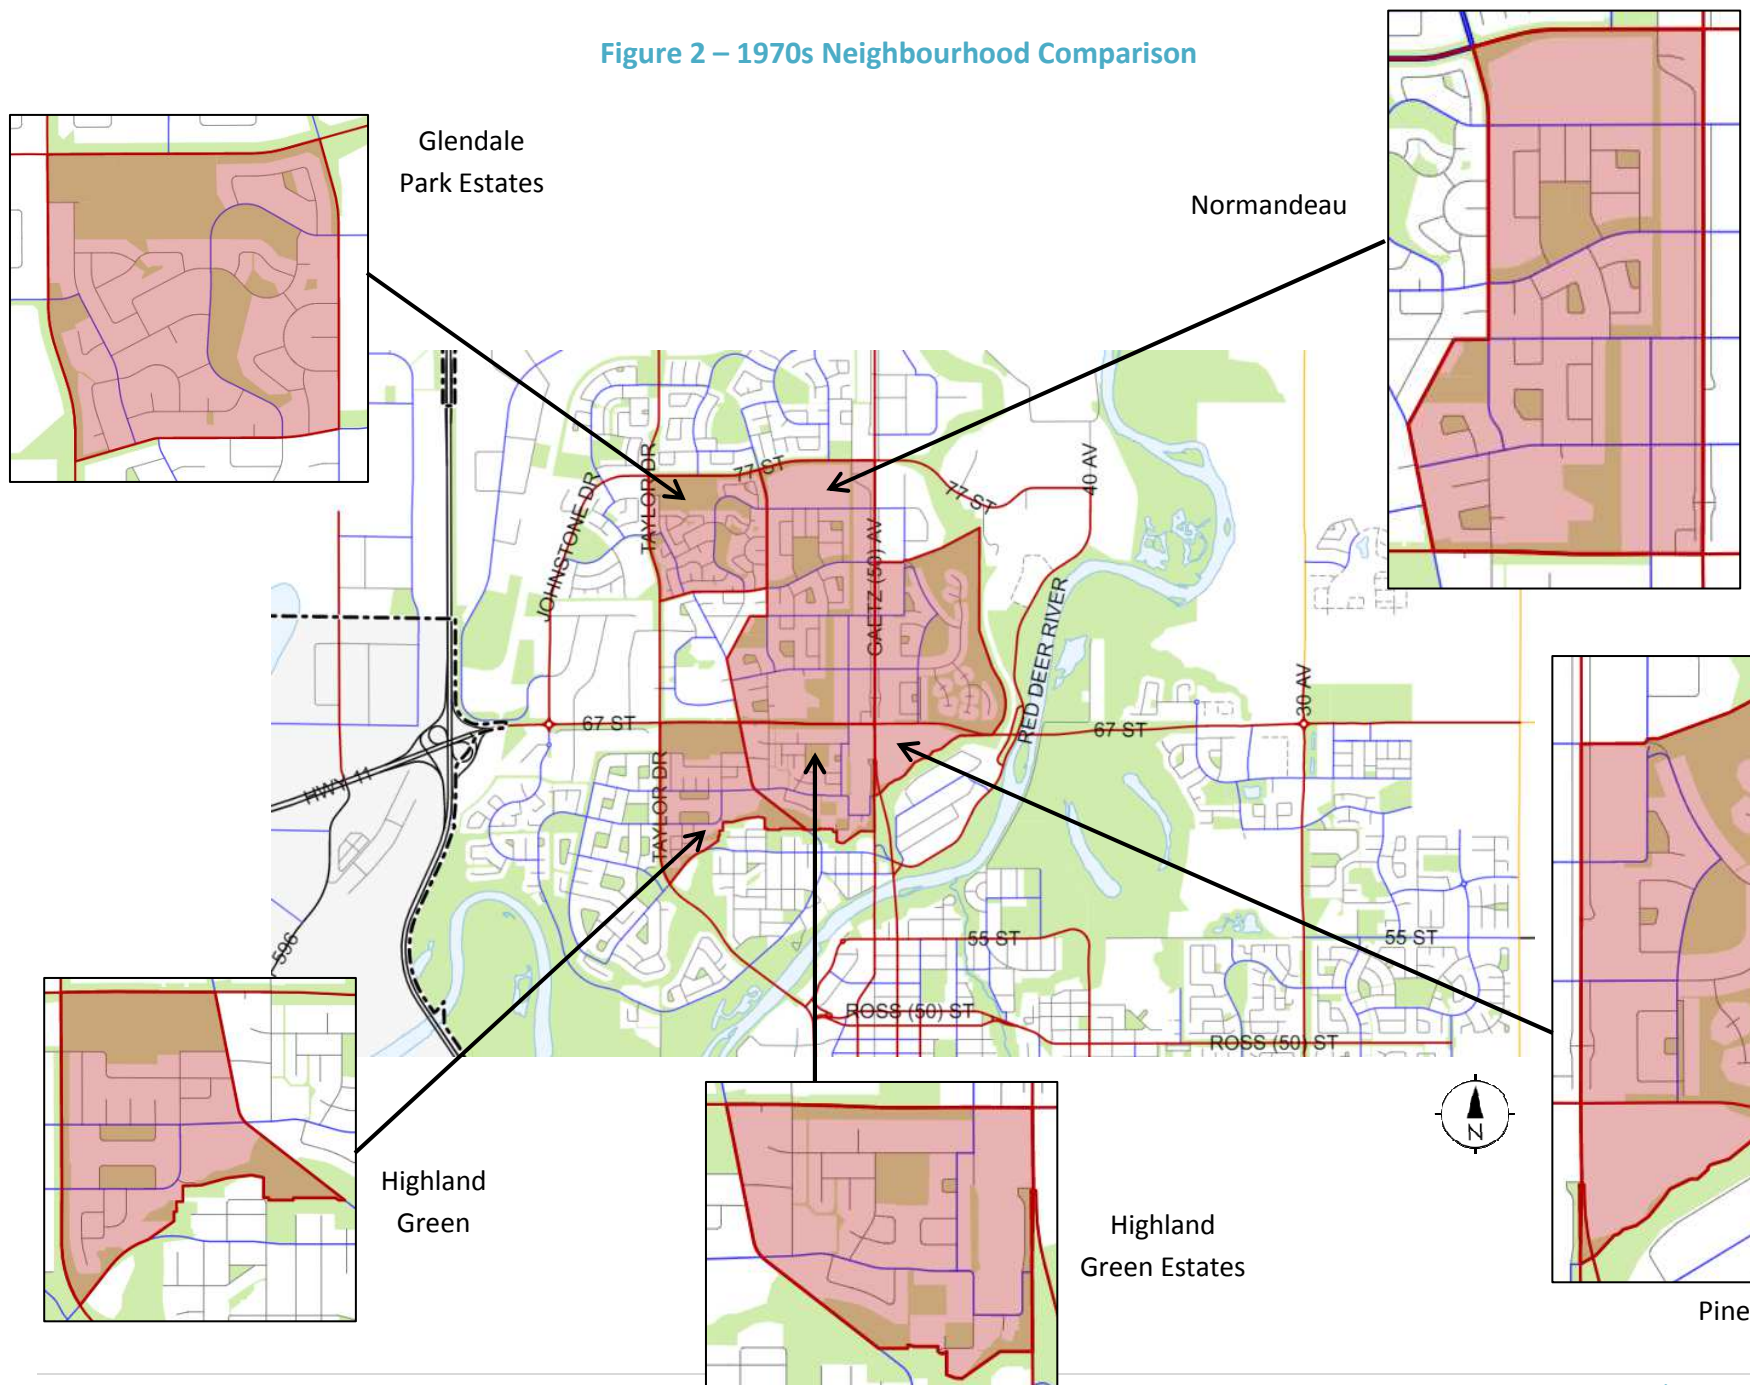 Figure 2 – 1970s Neighbourhood Comparison
Glendale
Park Estates
Normandeau
77 ST
77 ST
40 AV
TAYLOR DR
JOHNSTONE DR
GAETZ (50) AV
RED DEER RIVER
30 AV
67 ST
67 ST
HWY 11
TAYLOR DR
596
55 ST
55 ST
ROSS (50) ST
ROSS (50) ST
N
Highland
Green
Highland
Green Estates
Pine